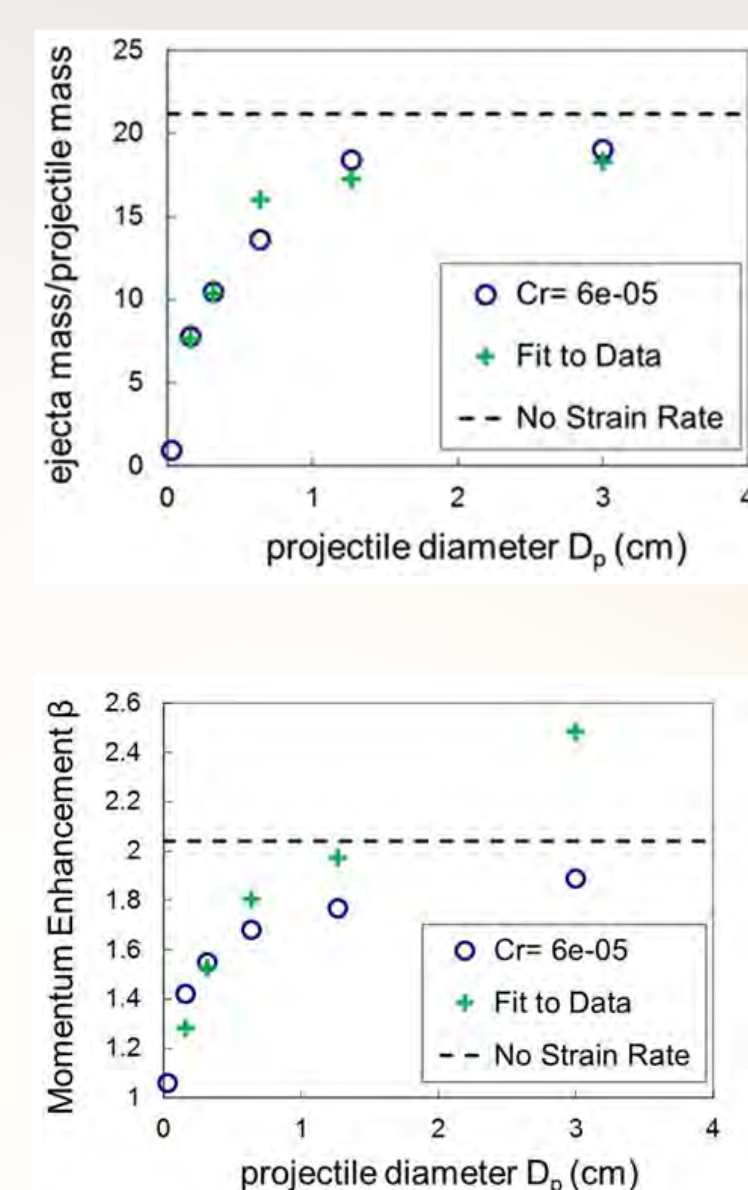 ejecta mass/projectile mass
25
20
15
10
5
0
0 1 2 3 4
projectile diameter Dₚ (cm)
Cr= 6e-05
Fit to Data
No Strain Rate
Momentum Enhancement β
2.6
2.4
2.2
2
1.8
1.6
1.4
1.2
1
0 1 2 3 4
projectile diameter Dₚ (cm)
Cr= 6e-05
Fit to Data
No Strain Rate